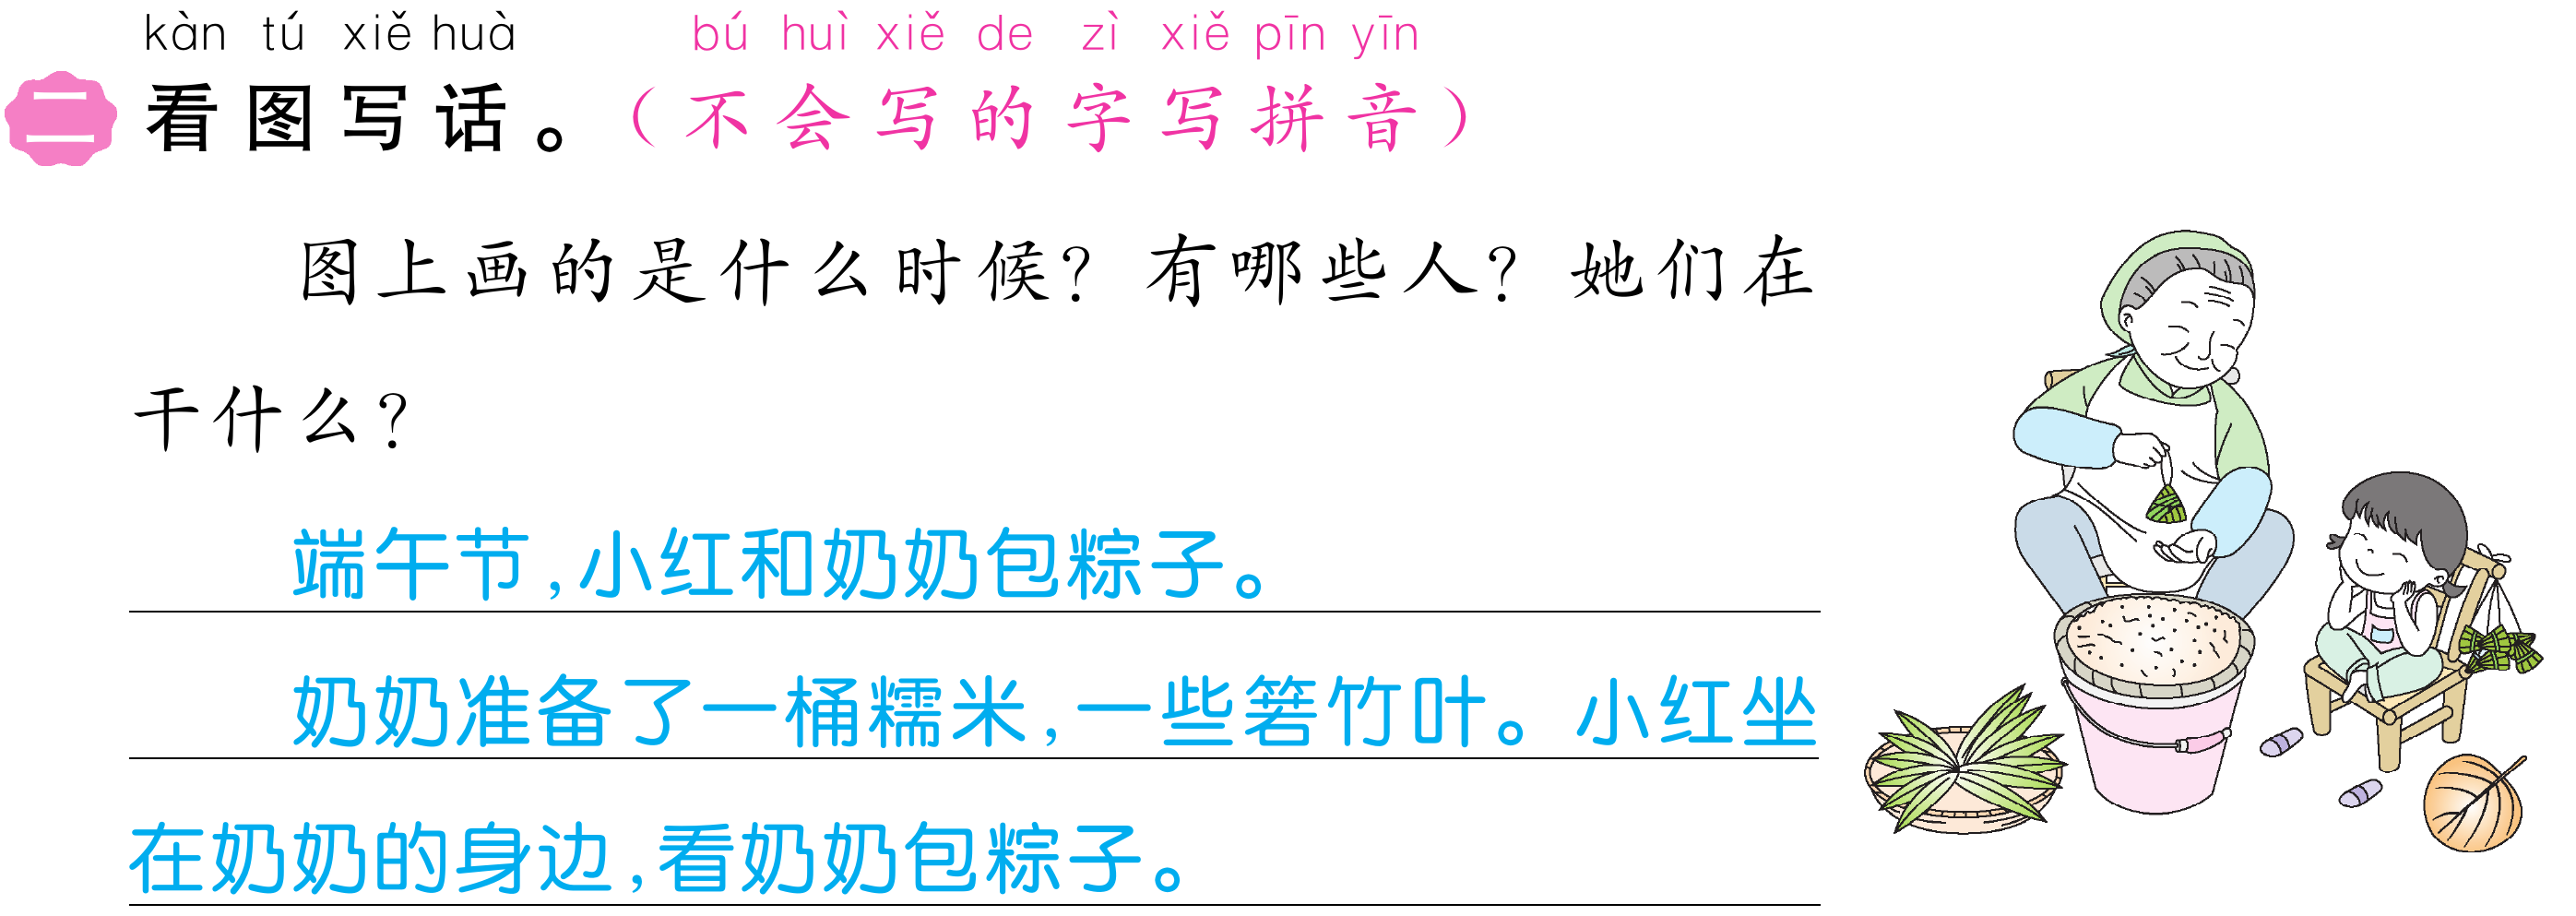 kàn tú xiě huà bú huì xiě de zì xiě pīn yīn
二 看图写话。（不会写的字写拼音）
图上画的是什么时候？有哪些人？她们在
干什么？
端午节,小红和奶奶包粽子。
奶奶准备了一桶糯米,一些箬竹叶。小红坐
在奶奶的身边,看奶奶包粽子。